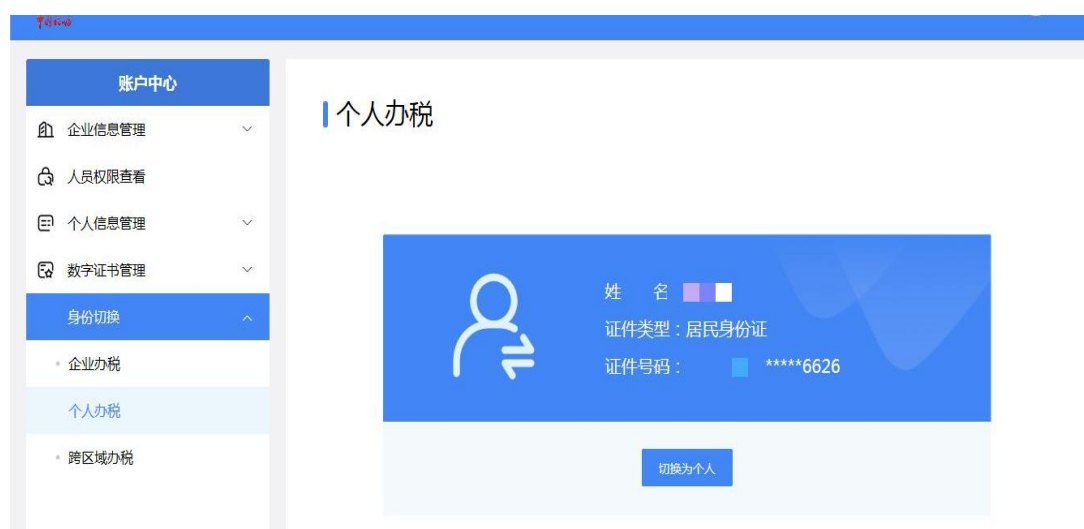 账户中心
企业信息管理
人员权限查看
个人信息管理
数字证书管理
身份切换
企业办税
个人办税
跨区域办税
个人办税
姓 名
证件类型：居民身份证
证件号码： *****6626
切换为个人